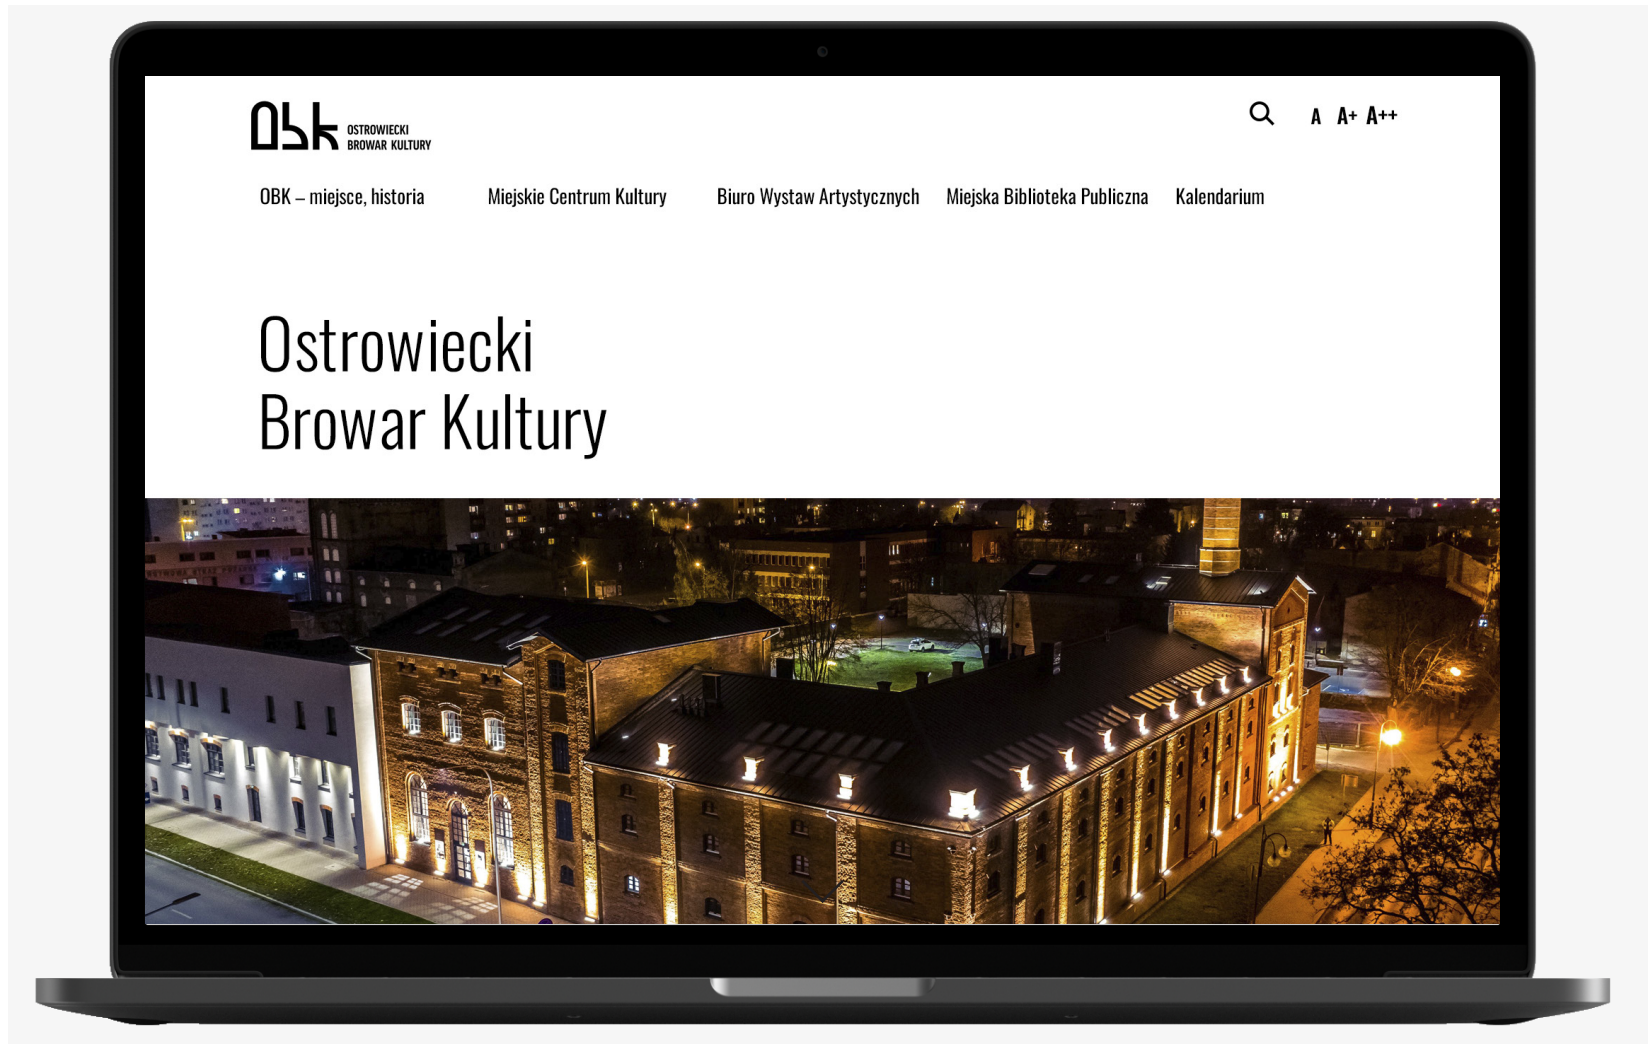 Obk OSTROWIECKI
BROWAR KULTURY
A A+ A++
OBK – miejsce, historia Miejskie Centrum Kultury Biuro Wystaw Artystycznych Miejska Biblioteka Publiczna Kalendarium
Ostrowiecki
Browar Kultury